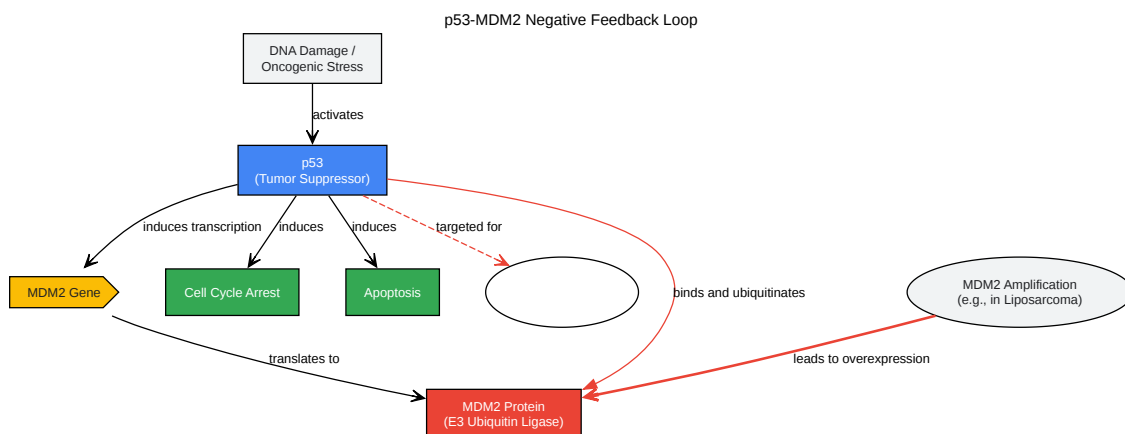 p53-MDM2 Negative Feedback Loop
DNA Damage /
Oncogenic Stress
activates
p53
(Tumor Suppressor)
induces transcription
induces
induces
targeted for
MDM2 Gene
Cell Cycle Arrest
Apoptosis
binds and ubiquitinates
MDM2 Amplification
(e.g., in Liposarcoma)
translates to
leads to overexpression
MDM2 Protein
(E3 Ubiquitin Ligase)